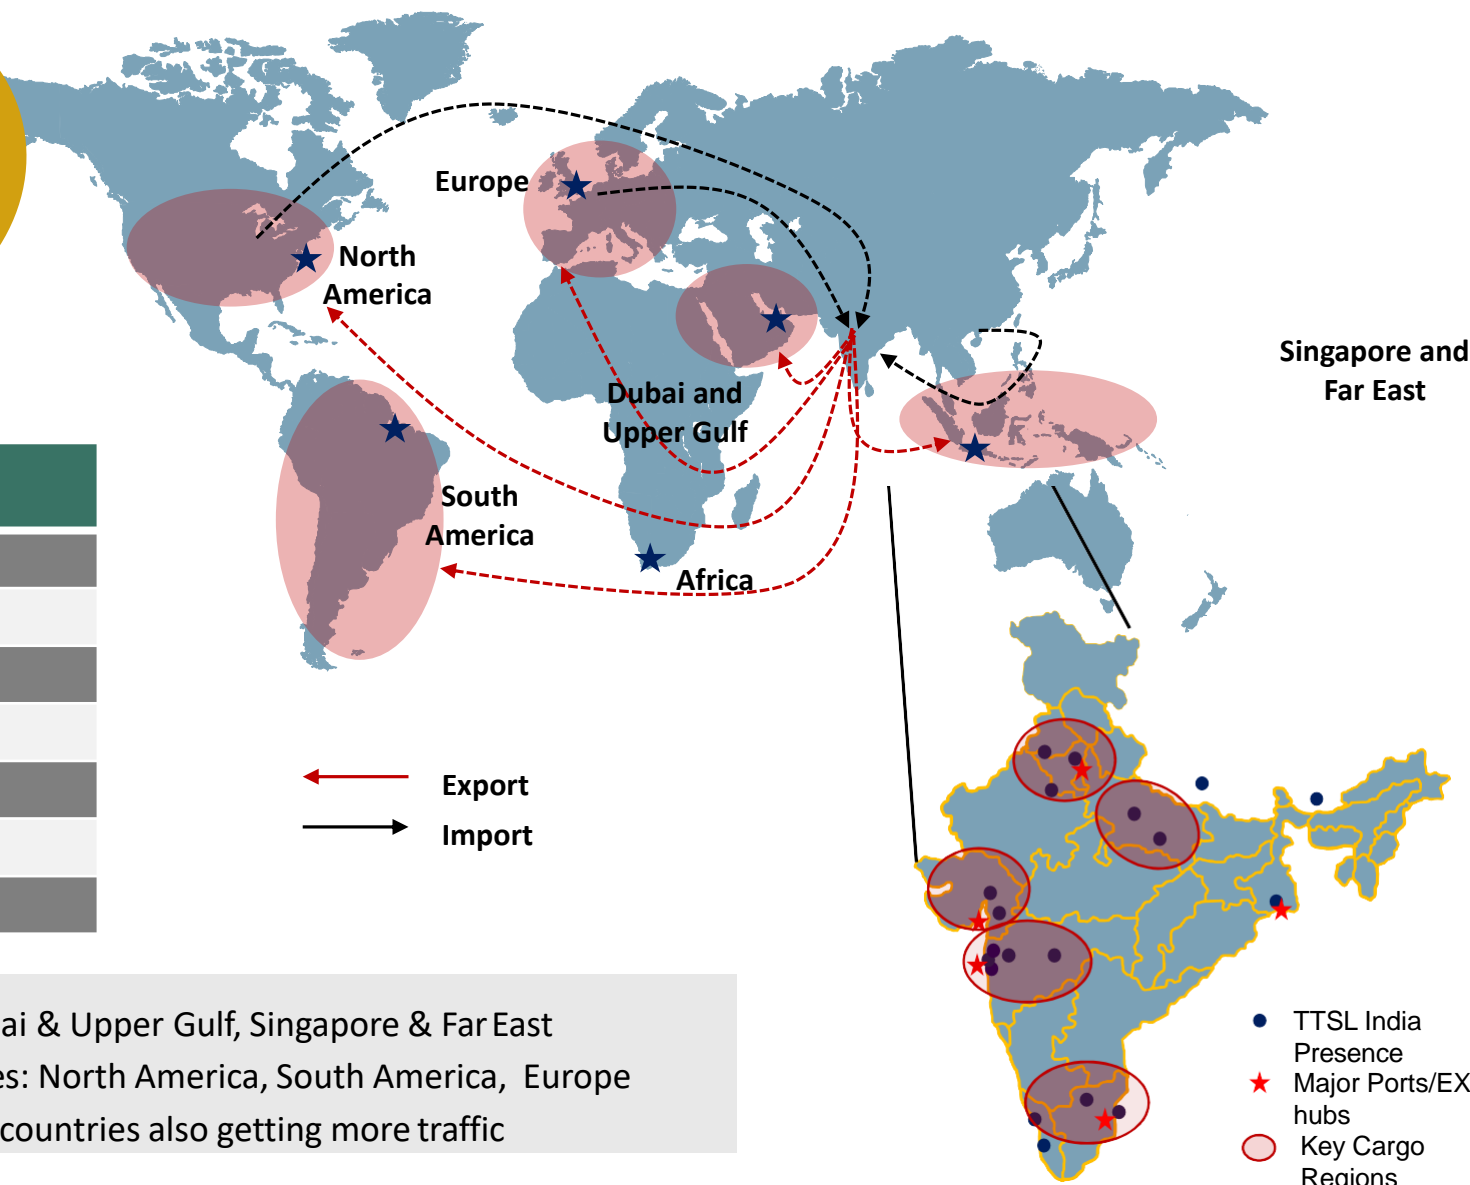 Europe
North
America
Singapore and
Far East
Dubai and
Upper Gulf
South
America
Africa
Export
Import
ai & Upper Gulf, Singapore & Far East
es: North America, South America, Europe
countries also getting more traffic
TTSL India
Presence
Major Ports/EX
hubs
Key Cargo
Regions